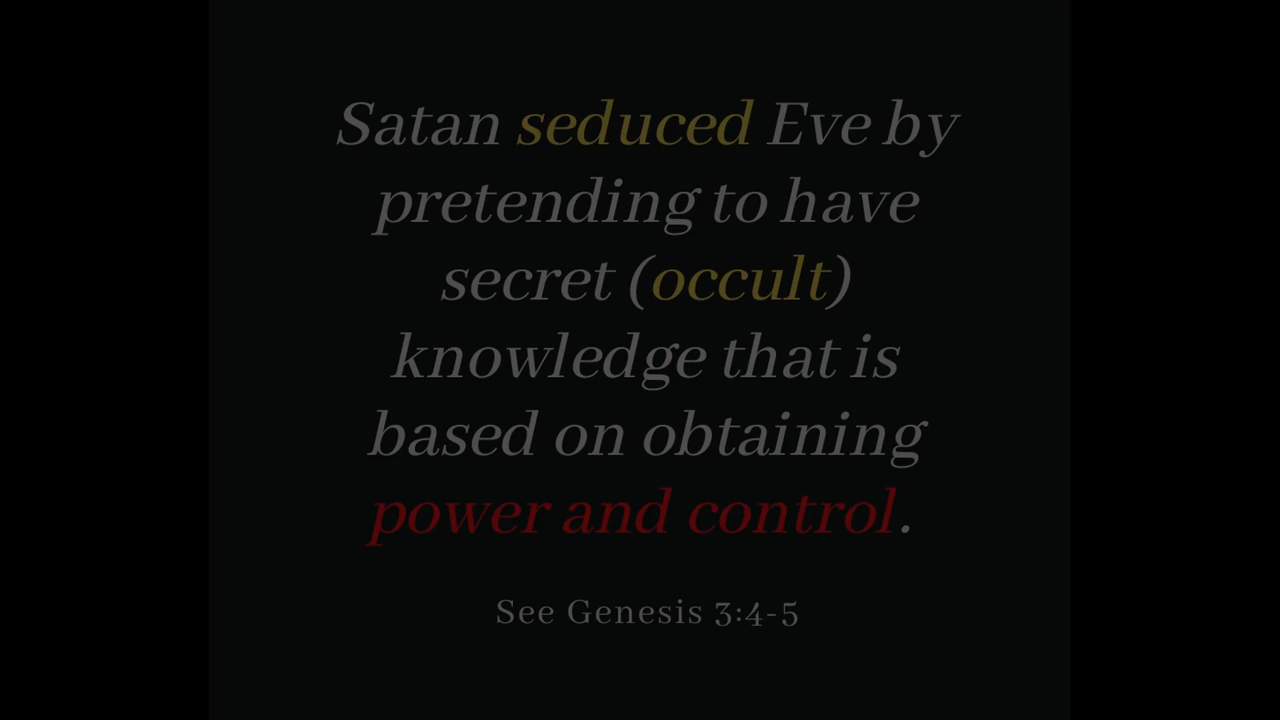 Satan seduced Eve by
pretending to have
secret (occult)
knowledge that is
based on obtaining
power and control.
See Genesis 3:4-5